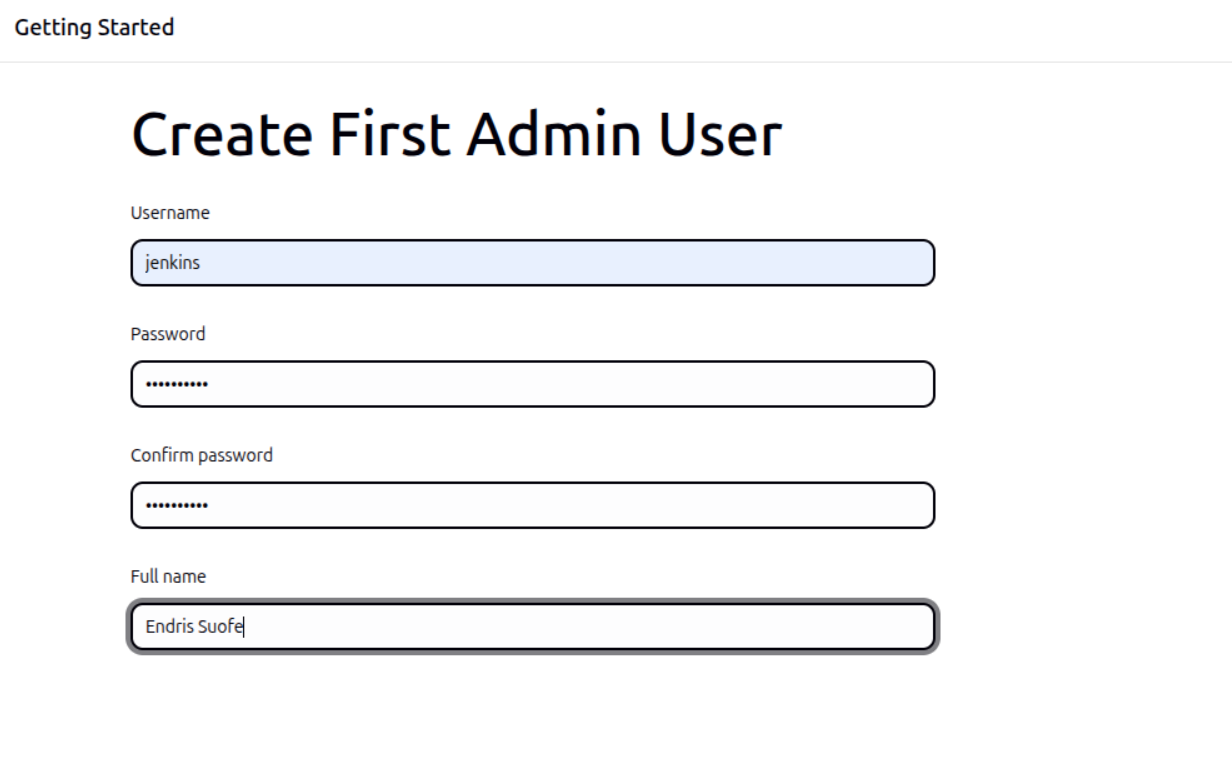 Getting Started
Create First Admin User
Username
jenkins
Password
••••••••••
Confirm password
••••••••••
Full name
Endris Suofe